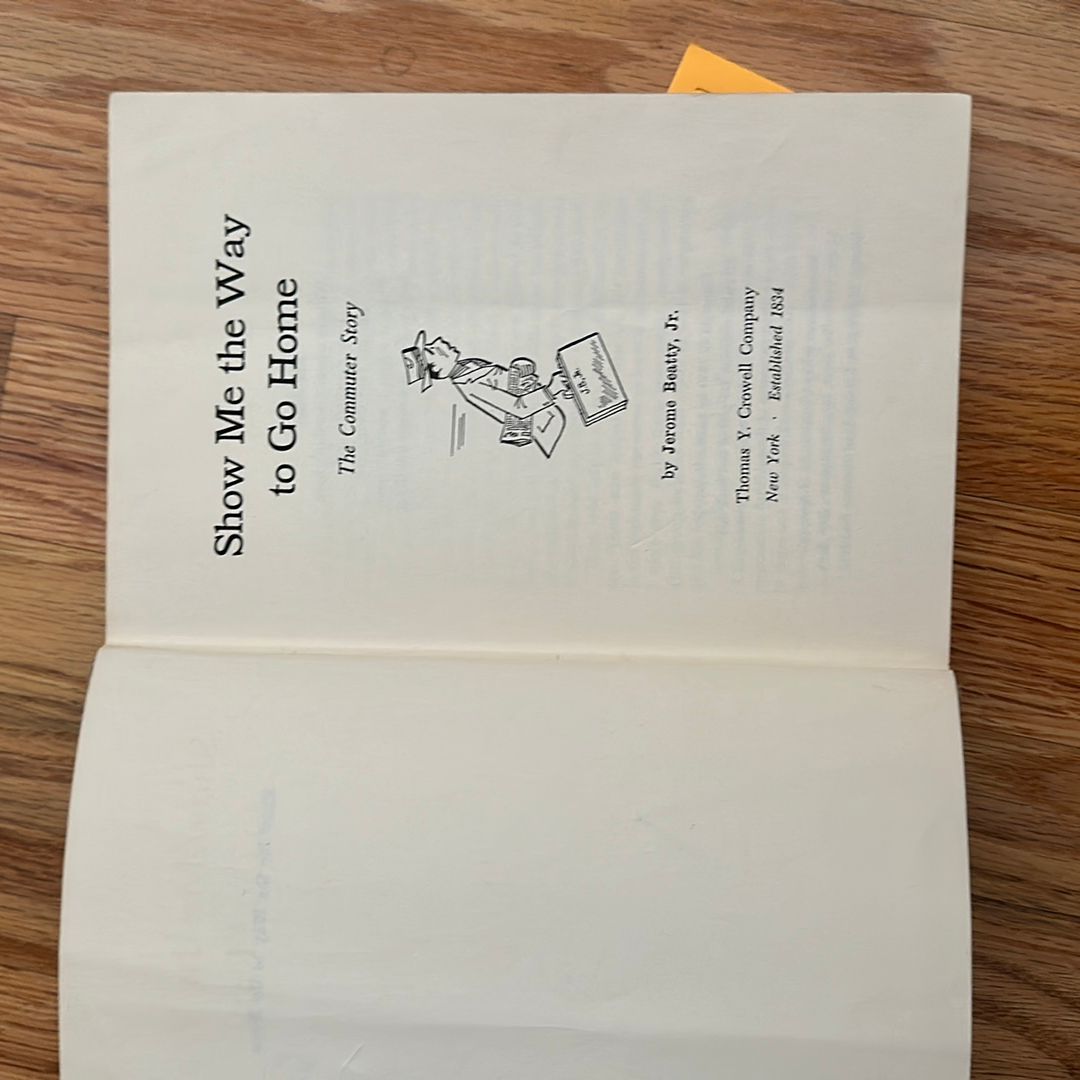 Show Me the Way
to Go Home
The Commuter Story
J.B.Jr.
by Jerome Beatty, Jr.
Thomas Y. Crowell Company
New York · Established 1834